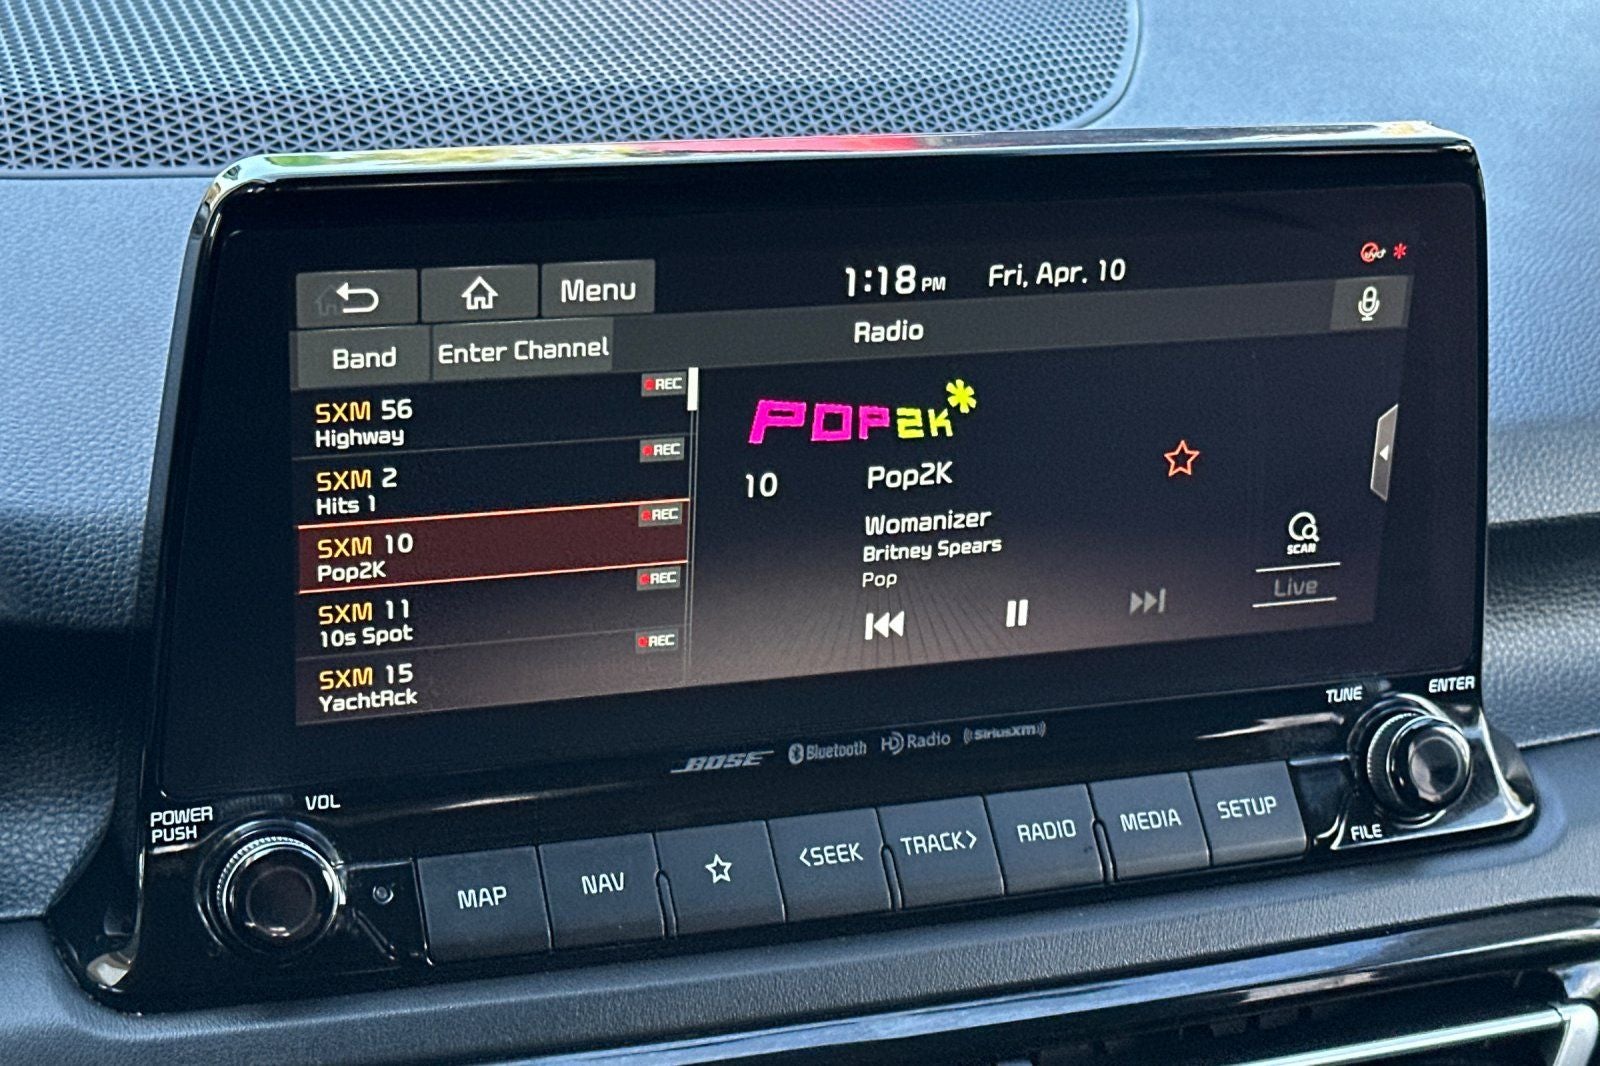 1:18 PM Fri, Apr. 10
Menu
Radio
Band Enter Channel
SXM 56 REC
Highway
SXM 2 REC
Hits 1
SXM 10 REC
Pop2K
SXM 11 REC
10s Spot
SXM 15 REC
YachtRck
POP2K*
10 Pop2K
Womanizer
Britney Spears
Pop
SCAN
Live
BOSE Bluetooth HD Radio SiriusXM
POWER
PUSH
VOL
TUNE
ENTER
FILE
MAP
NAV
<SEEK
TRACK>
RADIO
MEDIA
SETUP